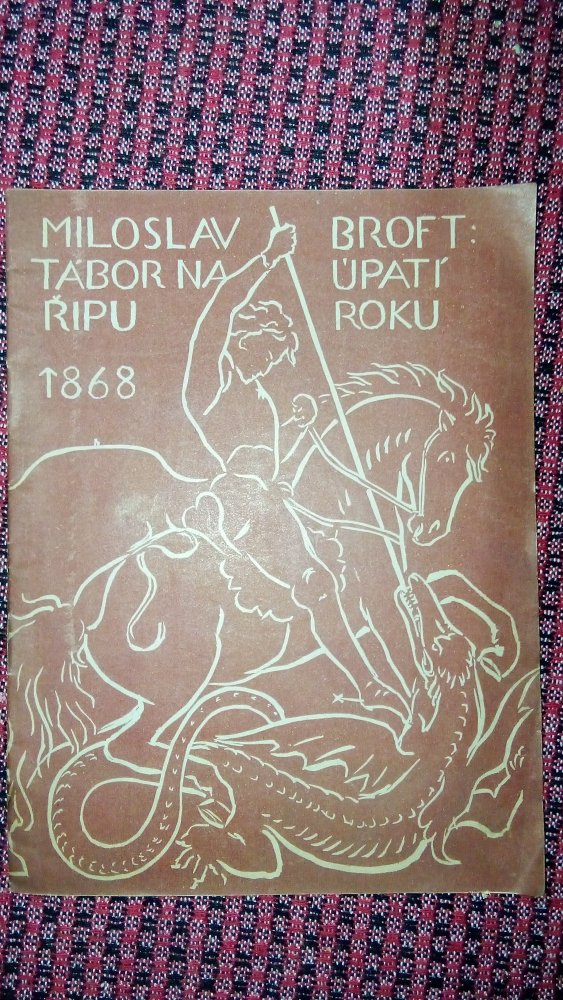 MILOSLAV BROFT:
TÁBOR NA ÚPATÍ
ŘIPU ROKU
1868